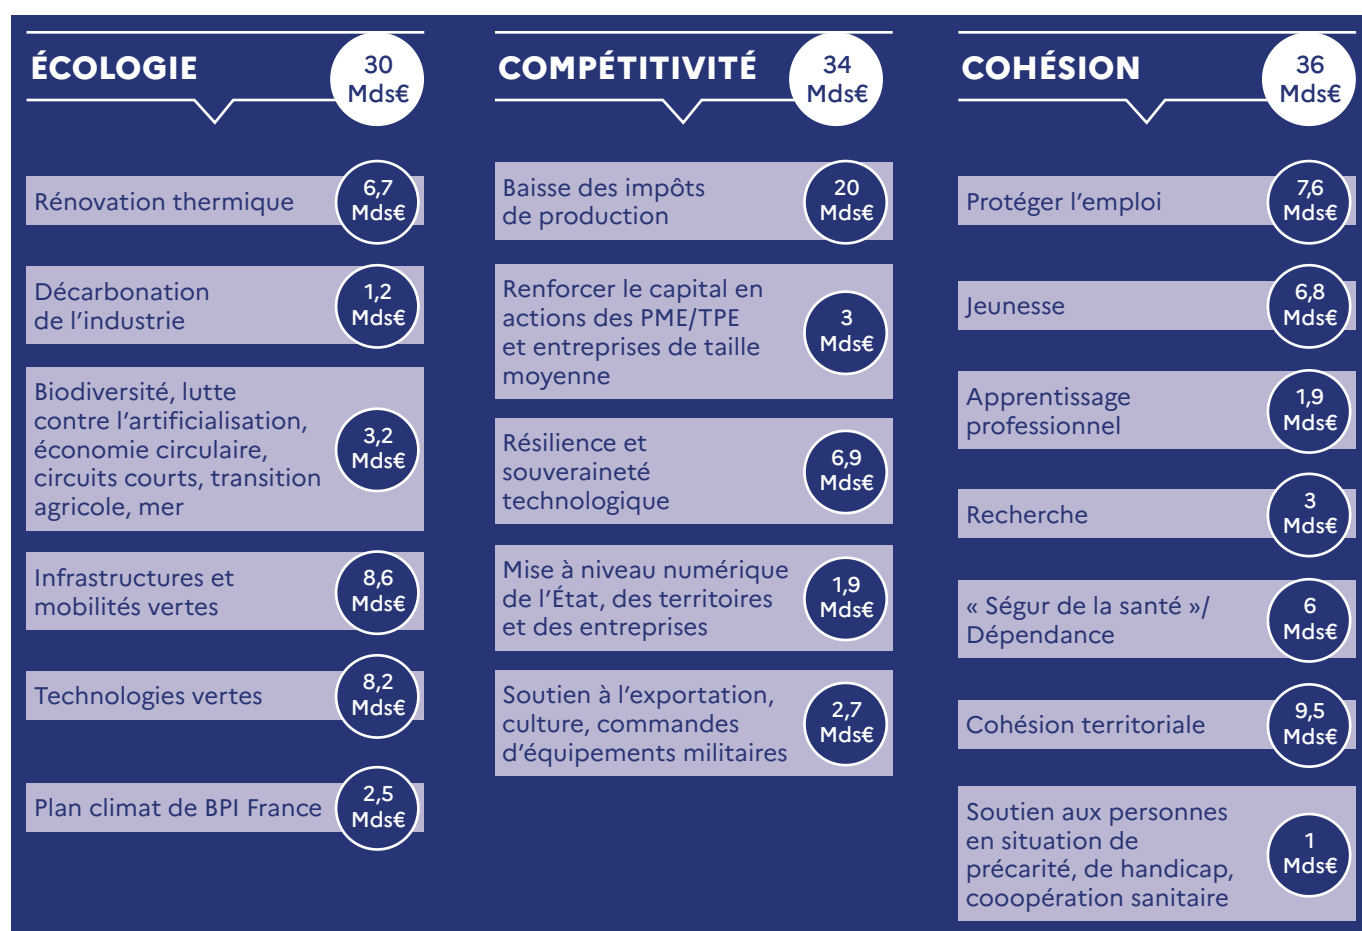 ÉCOLOGIE
30
Mds€
Rénovation thermique
6,7
Mds€
Décarbonation
de l’industrie
1,2
Mds€
Biodiversité, lutte
contre l’artificialisation,
économie circulaire,
circuits courts, transition
agricole, mer
3,2
Mds€
Infrastructures et
mobilités vertes
8,6
Mds€
Technologies vertes
8,2
Mds€
Plan climat de BPI France
2,5
Mds€
COMPÉTITIVITÉ
34
Mds€
Baisse des impôts
de production
20
Mds€
Renforcer le capital en
actions des PME/TPE
et entreprises de taille
moyenne
3
Mds€
Résilience et
souveraineté
technologique
6,9
Mds€
Mise à niveau numérique
de l’État, des territoires
et des entreprises
1,9
Mds€
Soutien à l’exportation,
culture, commandes
d’équipements militaires
2,7
Mds€
COHÉSION
36
Mds€
Protéger l’emploi
7,6
Mds€
Jeunesse
6,8
Mds€
Apprentissage
professionnel
1,9
Mds€
Recherche
3
Mds€
« Ségur de la santé »/
Dépendance
6
Mds€
Cohésion territoriale
9,5
Mds€
Soutien aux personnes
en situation de
précarité, de handicap,
cooopération sanitaire
1
Mds€